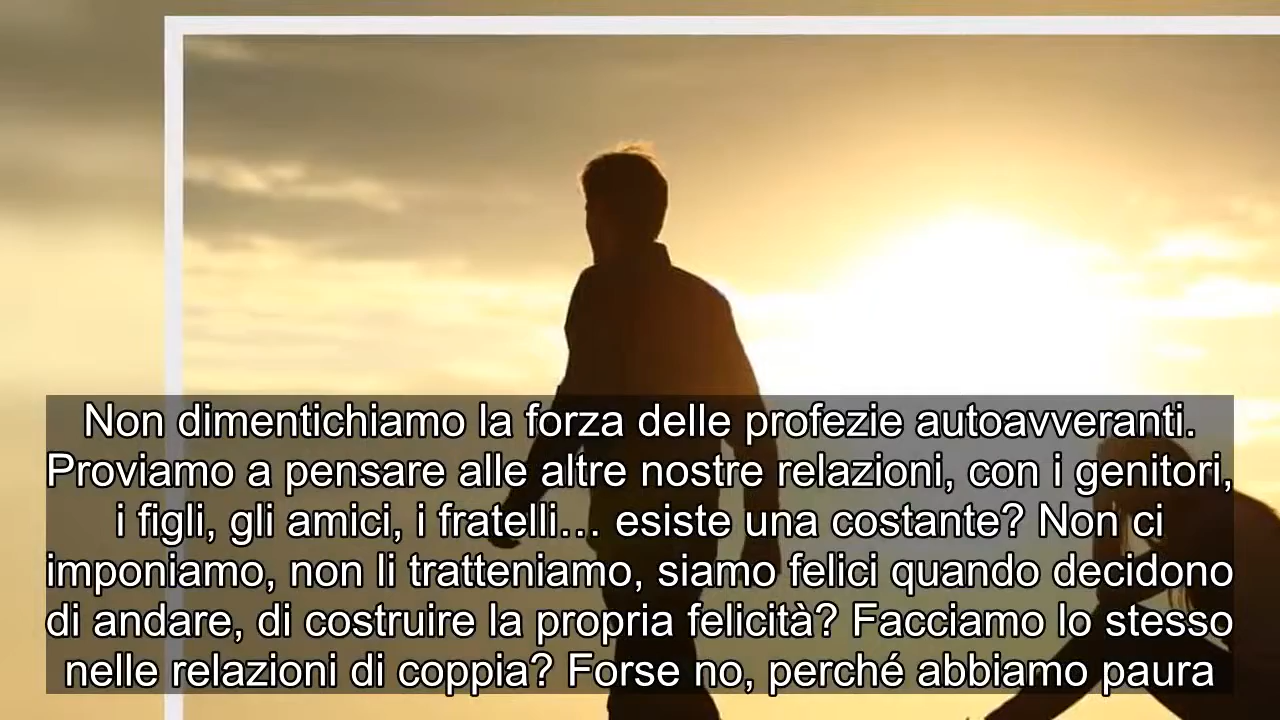 Non dimentichiamo la forza delle profezie autoavveranti.
Proviamo a pensare alle altre nostre relazioni, con i genitori,
i figli, gli amici, i fratelli… esiste una costante? Non ci
imponiamo, non li tratteniamo, siamo felici quando decidono
di andare, di costruire la propria felicità? Facciamo lo stesso
nelle relazioni di coppia? Forse no, perché abbiamo paura